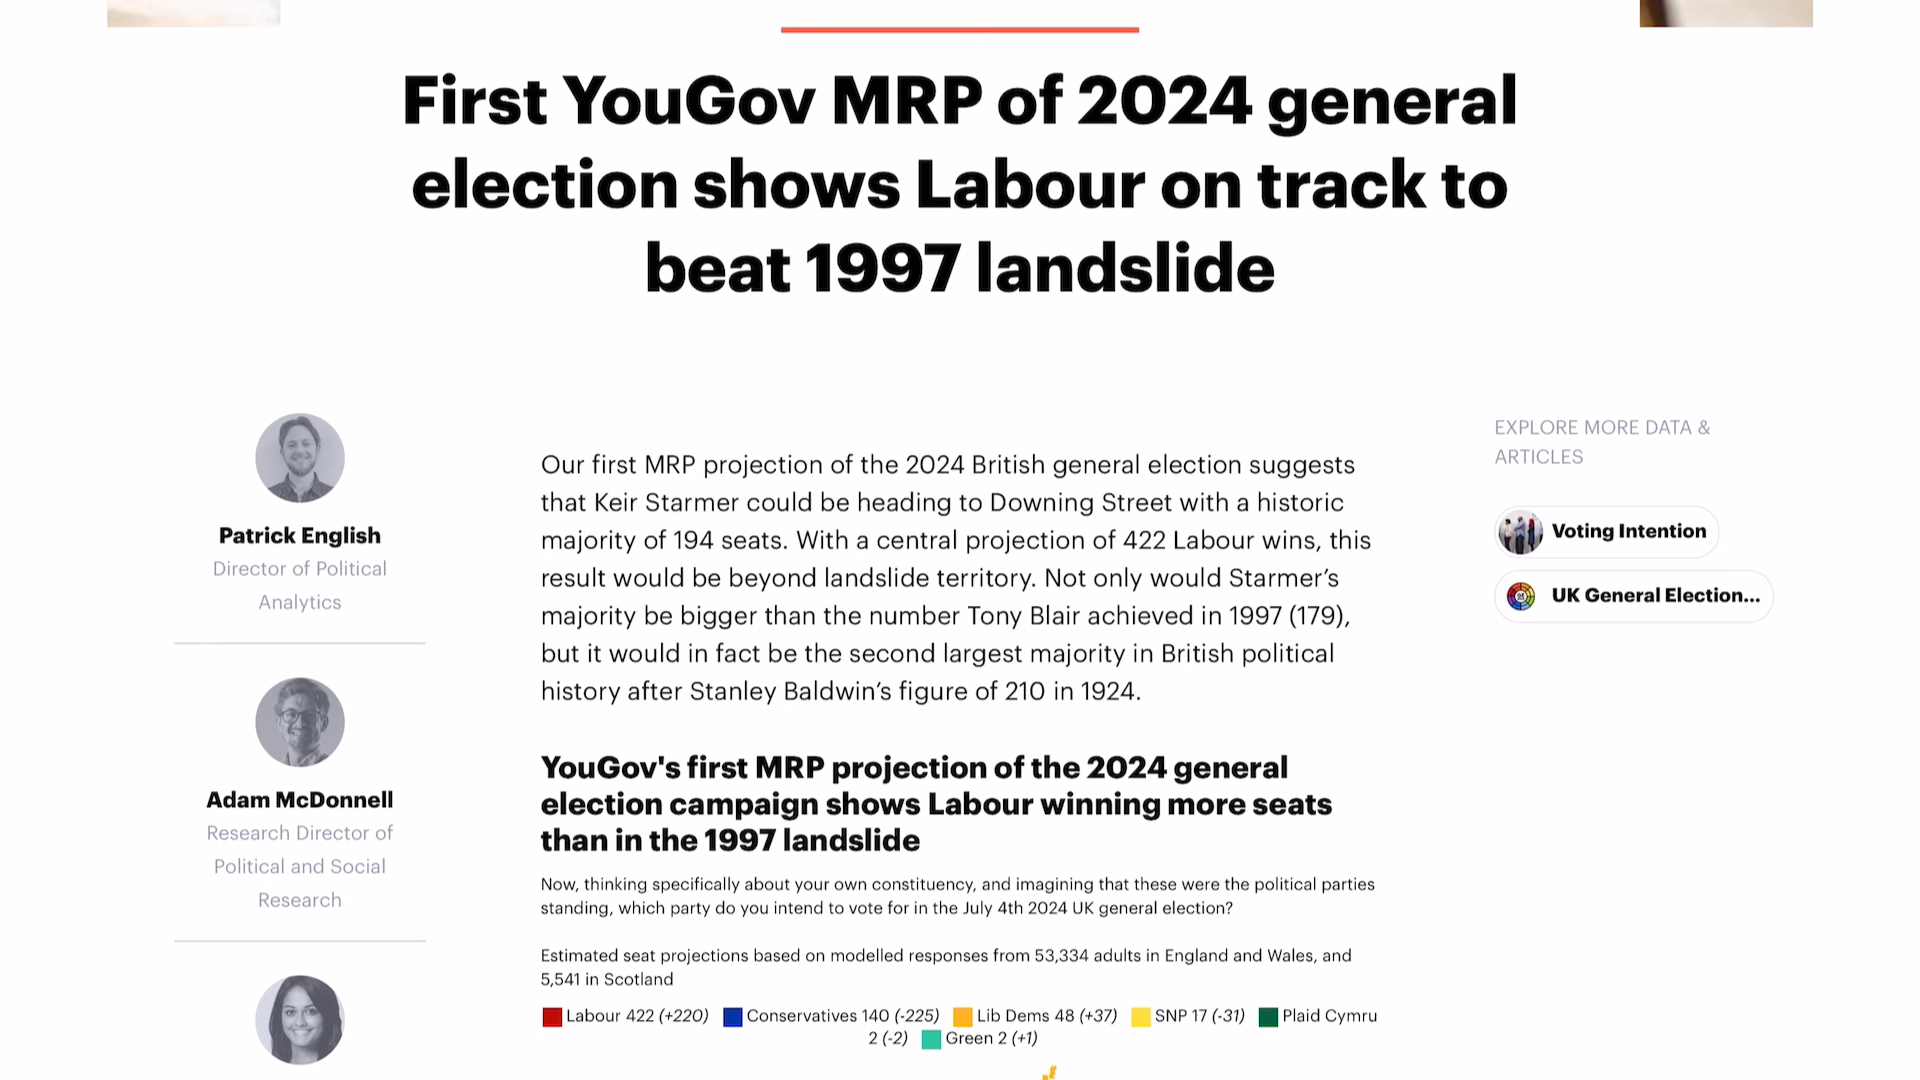 First YouGov MRP of 2024 general
election shows Labour on track to
beat 1997 landslide
Patrick English
Director of Political
Analytics
Adam McDonnell
Research Director of
Political and Social
Research
Our first MRP projection of the 2024 British general election suggests
that Keir Starmer could be heading to Downing Street with a historic
majority of 194 seats. With a central projection of 422 Labour wins, this
result would be beyond landslide territory. Not only would Starmer’s
majority be bigger than the number Tony Blair achieved in 1997 (179),
but it would in fact be the second largest majority in British political
history after Stanley Baldwin’s figure of 210 in 1924.
YouGov's first MRP projection of the 2024 general
election campaign shows Labour winning more seats
than in the 1997 landslide
Now, thinking specifically about your own constituency, and imagining that these were the political parties
standing, which party do you intend to vote for in the July 4th 2024 UK general election?
Estimated seat projections based on modelled responses from 53,334 adults in England and Wales, and
5,541 in Scotland
Labour 422 (+220) Conservatives 140 (-225) Lib Dems 48 (+37) SNP 17 (-31) Plaid Cymru
2 (-2) Green 2 (+1)
EXPLORE MORE DATA &
ARTICLES
Voting Intention
UK General Election...